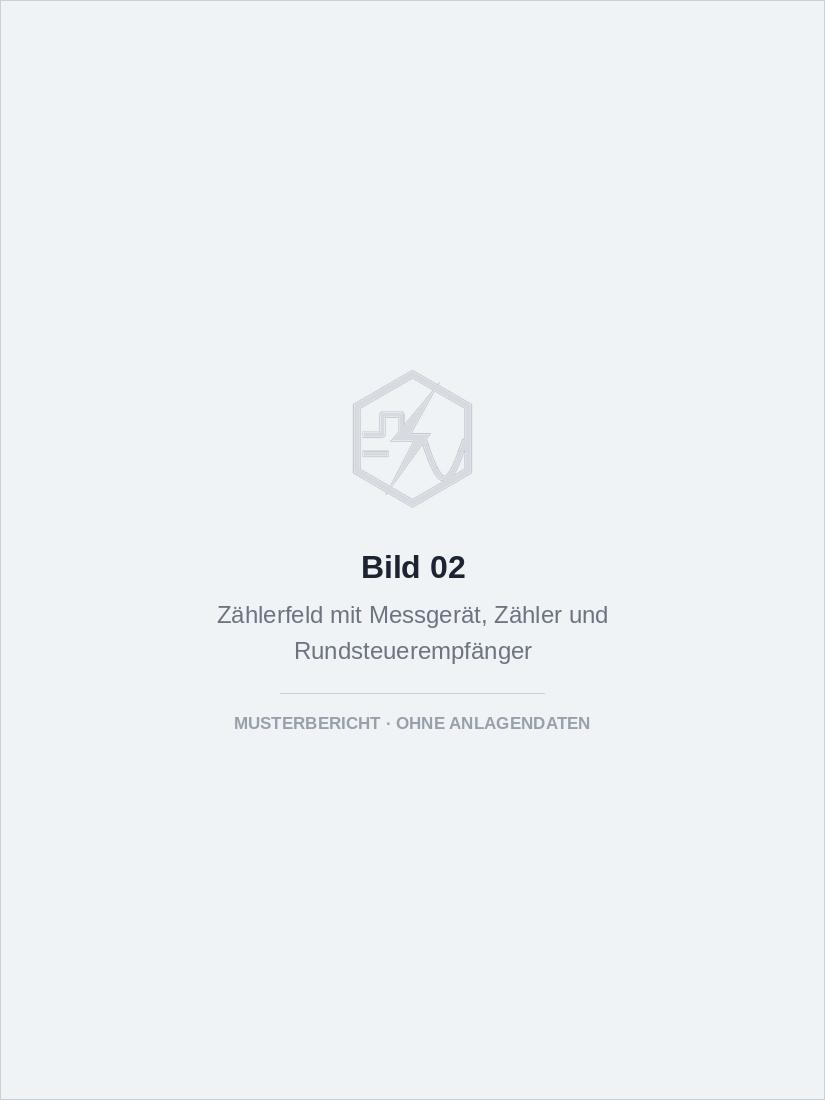 Bild 02
Zählerfeld mit Messgerät, Zähler und
Rundsteuerempfänger
MUSTERBERICHT · OHNE ANLAGENDATEN